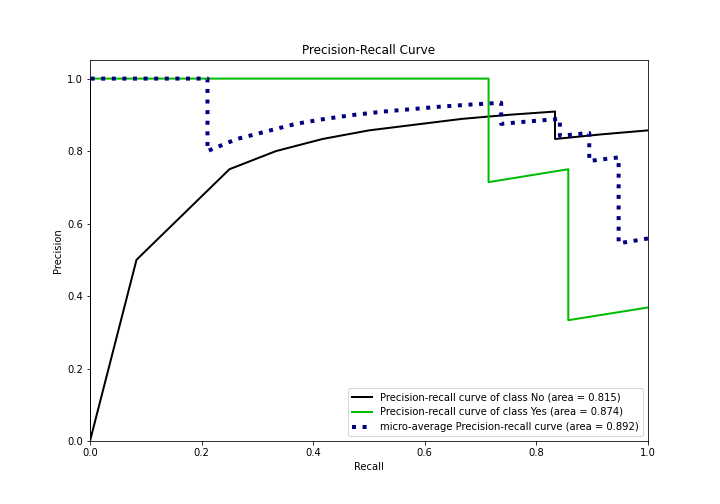 Precision-Recall Curve
1.0
0.8
0.6
0.4
0.2
0.0
Precision
0.0 0.2 0.4 0.6 0.8 1.0
Recall
Precision-recall curve of class No (area = 0.815)
Precision-recall curve of class Yes (area = 0.874)
micro-average Precision-recall curve (area = 0.892)